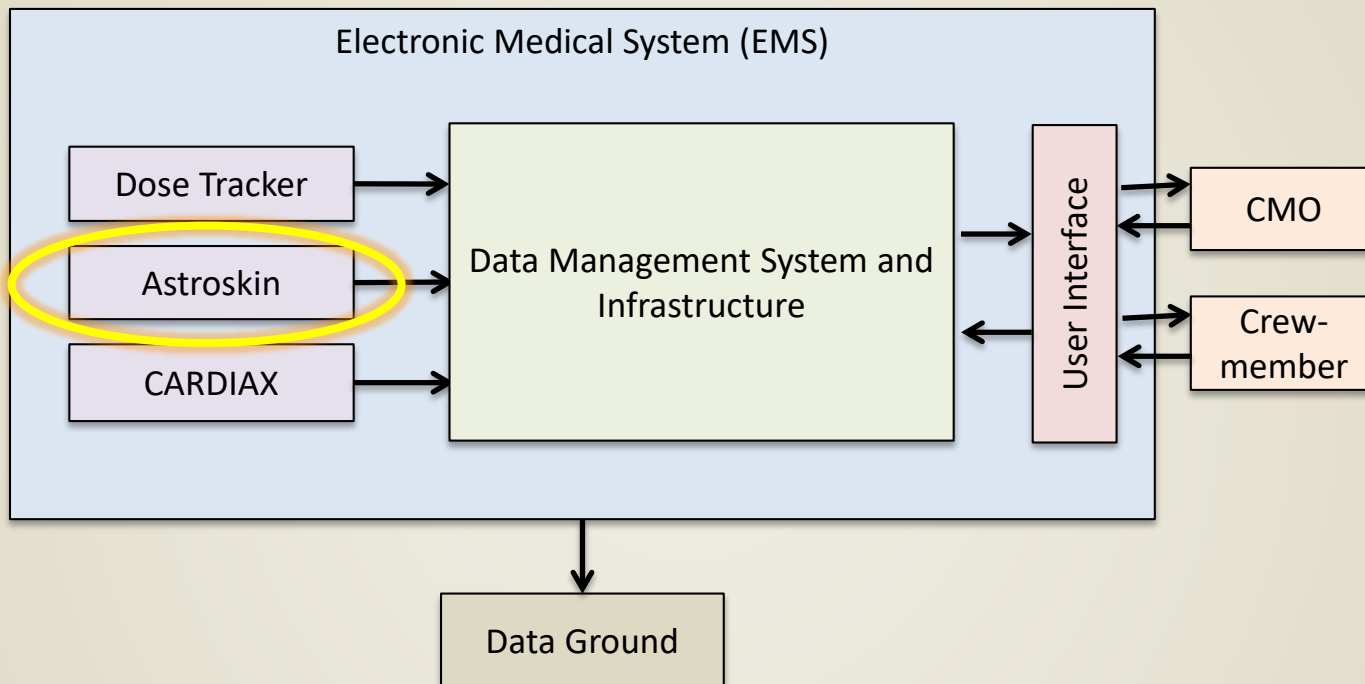 Electronic Medical System (EMS)
Dose Tracker
Astroskin
CARDIAX
Data Management System and
Infrastructure
User Interface
CMO
Crew-
member
Data Ground